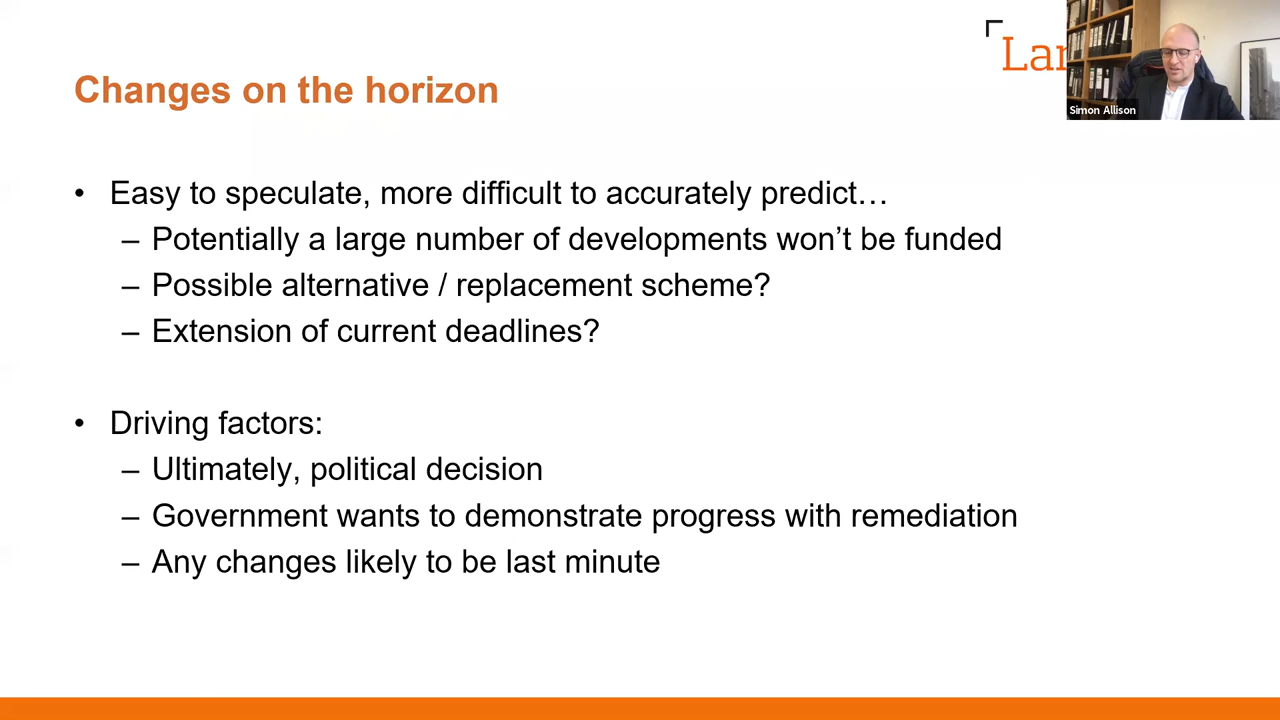 Lar
Simon Allison
Changes on the horizon
• Easy to speculate, more difficult to accurately predict…
– Potentially a large number of developments won’t be funded
– Possible alternative / replacement scheme?
– Extension of current deadlines?
• Driving factors:
– Ultimately, political decision
– Government wants to demonstrate progress with remediation
– Any changes likely to be last minute